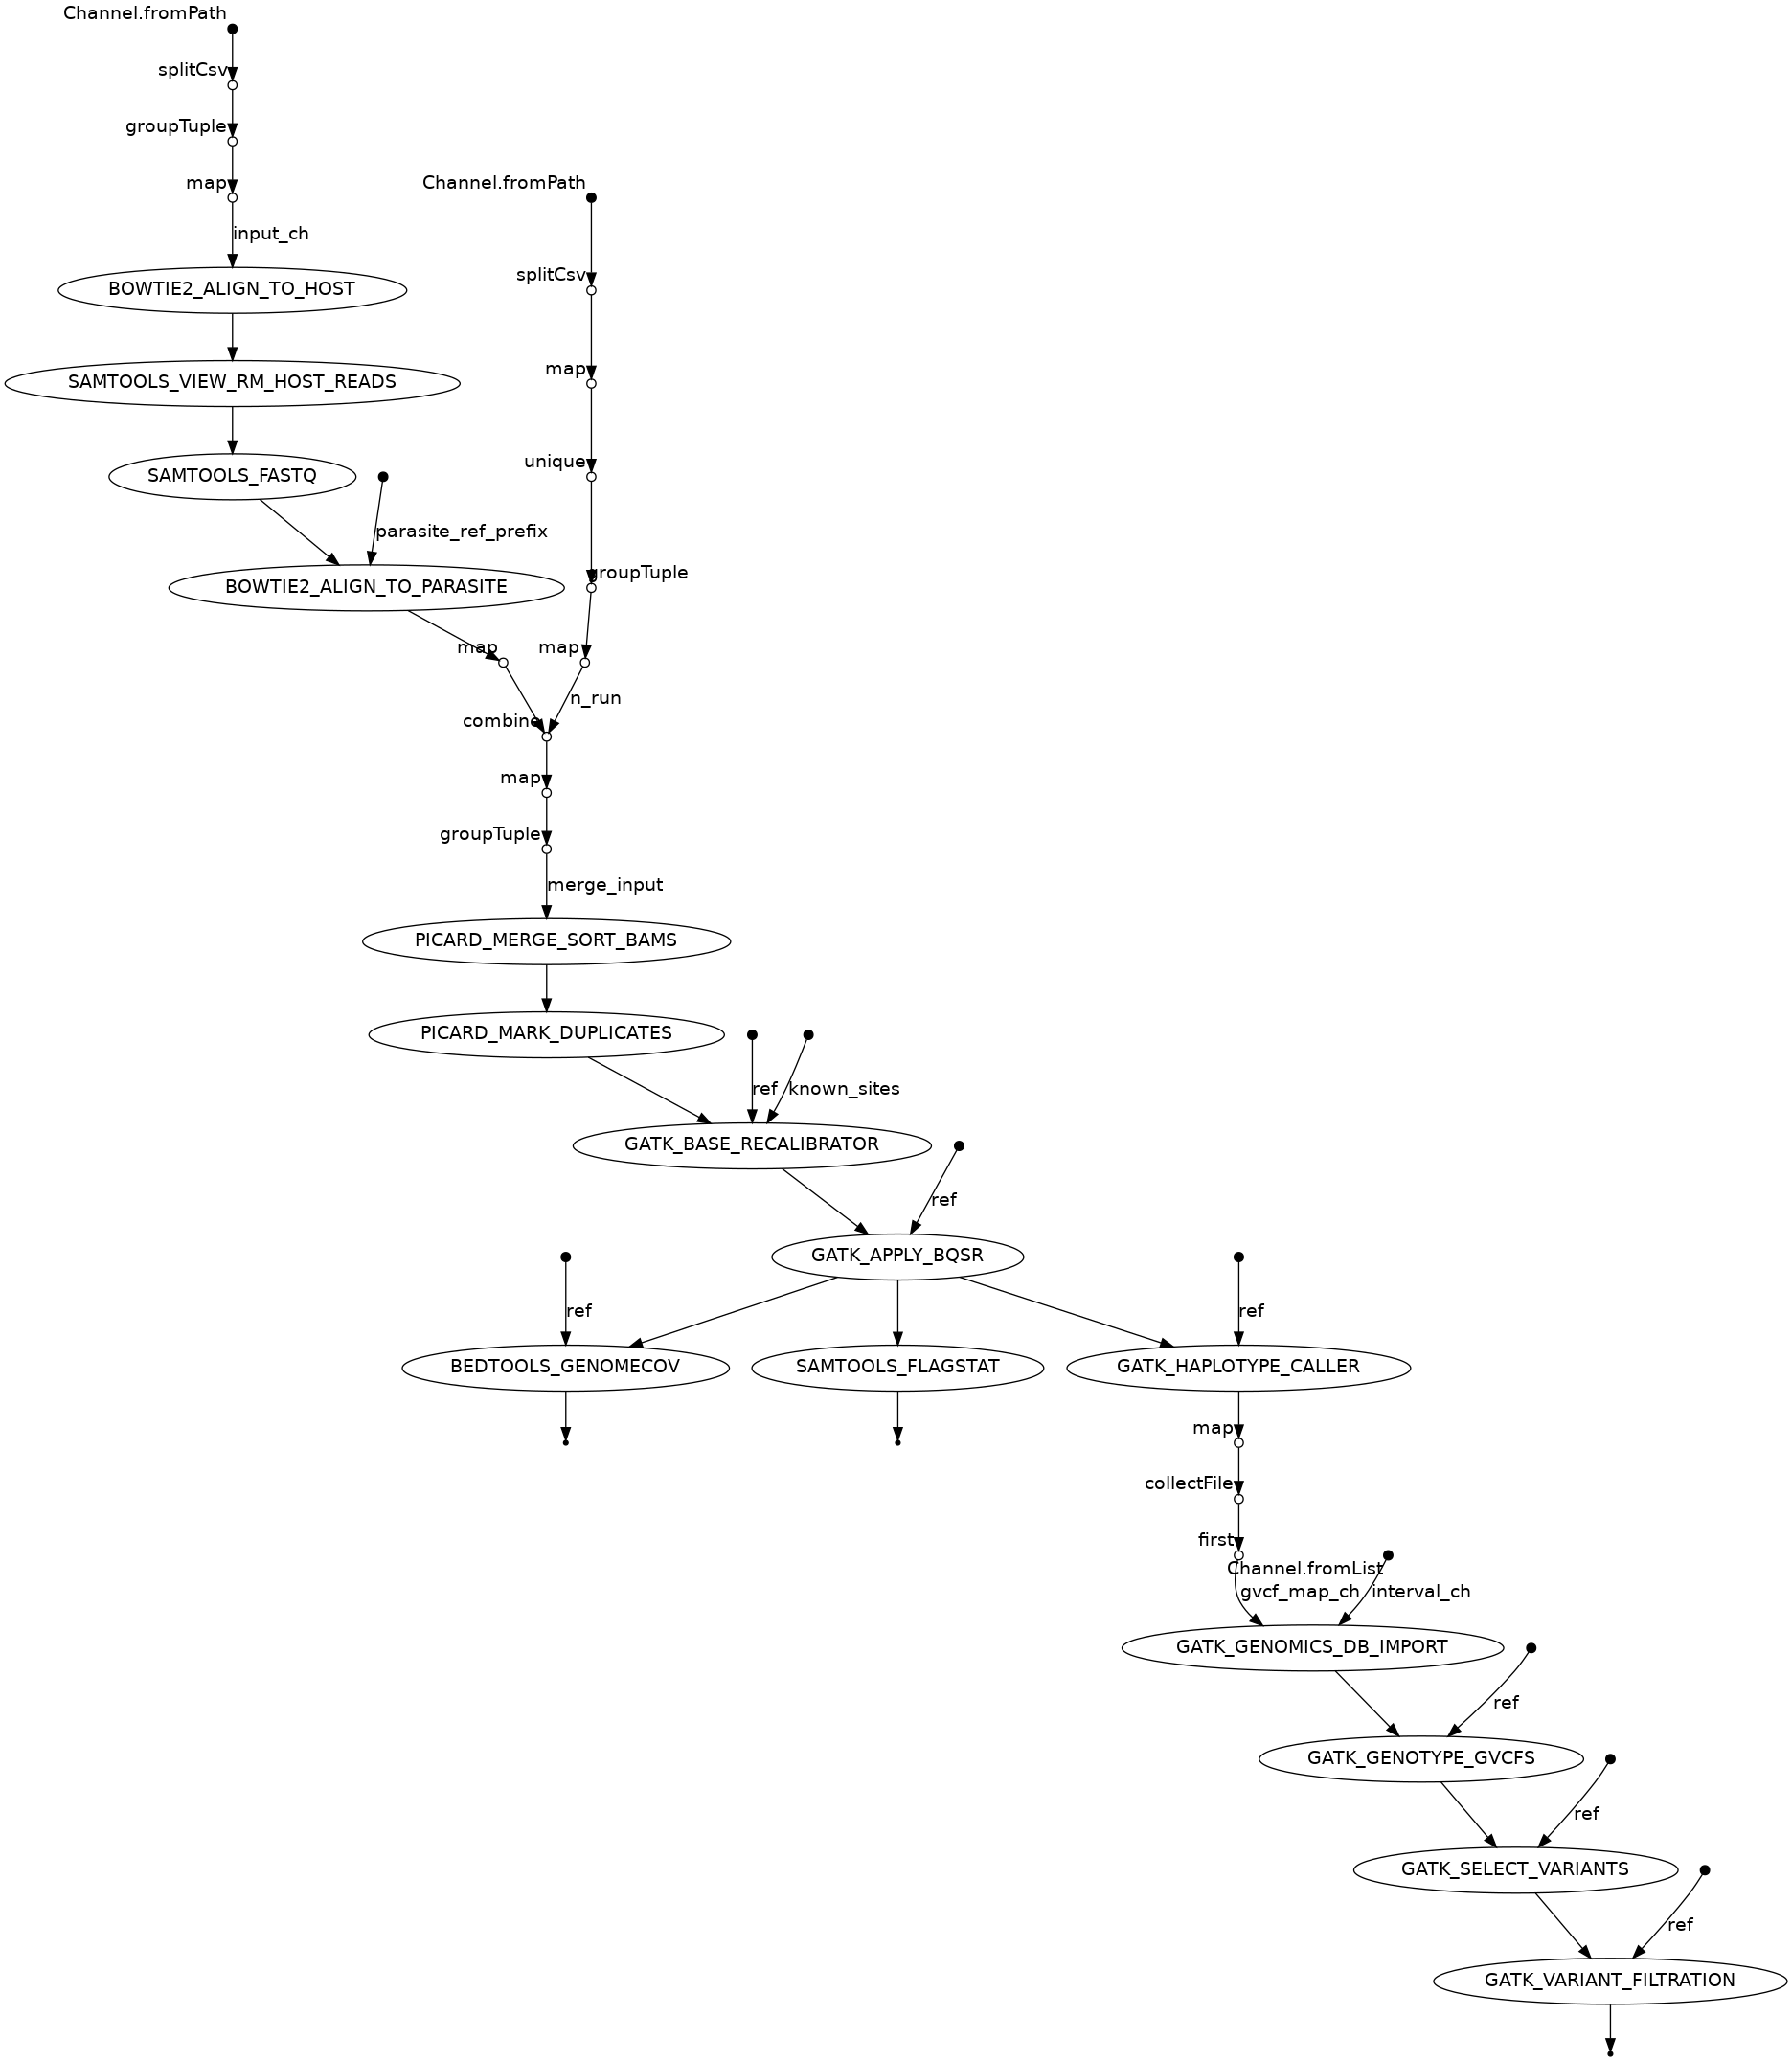 Channel.fromPath
splitCsv
groupTuple
map
Channel.fromPath
input_ch
splitCsv
BOWTIE2_ALIGN_TO_HOST
map
SAMTOOLS_VIEW_RM_HOST_READS
unique
SAMTOOLS_FASTQ
parasite_ref_prefix
groupTuple
BOWTIE2_ALIGN_TO_PARASITE
map
map
n_run
combine
map
groupTuple
merge_input
PICARD_MERGE_SORT_BAMS
PICARD_MARK_DUPLICATES
ref
known_sites
GATK_BASE_RECALIBRATOR
ref
GATK_APPLY_BQSR
ref
ref
BEDTOOLS_GENOMECOV
SAMTOOLS_FLAGSTAT
GATK_HAPLOTYPE_CALLER
map
collectFile
first
Channel.fromList
gvcf_map_ch
interval_ch
GATK_GENOMICS_DB_IMPORT
ref
GATK_GENOTYPE_GVCFS
ref
GATK_SELECT_VARIANTS
ref
GATK_VARIANT_FILTRATION